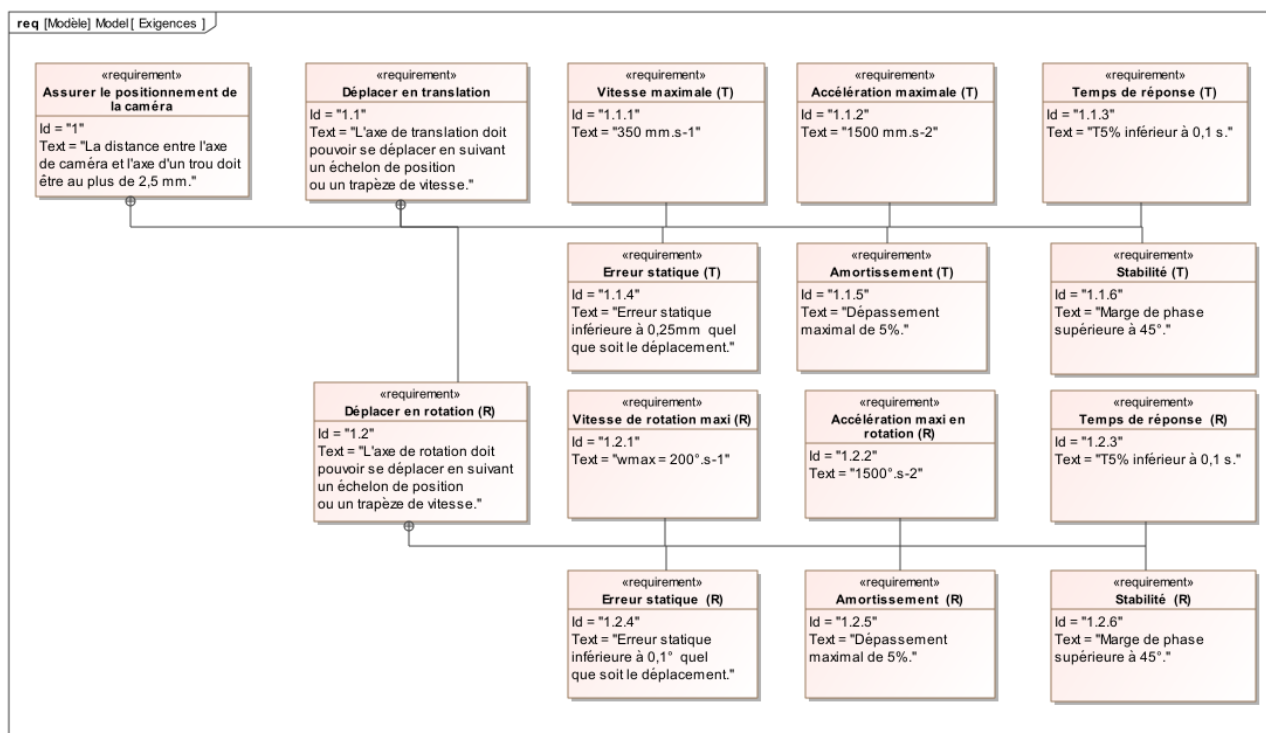 req [Modèle] Model [ Exigences ]
«requirement»
Assurer le positionnement de
la caméra
Id = "1"
Text = "La distance entre l'axe
de caméra et l'axe d'un trou doit
être au plus de 2,5 mm."
«requirement»
Déplacer en translation
Id = "1.1"
Text = "L'axe de translation doit
pouvoir se déplacer en suivant
un échelon de position
ou un trapèze de vitesse."
«requirement»
Vitesse maximale (T)
Id = "1.1.1"
Text = "350 mm.s-1"
«requirement»
Accélération maximale (T)
Id = "1.1.2"
Text = "1500 mm.s-2"
«requirement»
Temps de réponse (T)
Id = "1.1.3"
Text = "T5% inférieur à 0,1 s."
«requirement»
Erreur statique (T)
Id = "1.1.4"
Text = "Erreur statique
inférieure à 0,25mm quel
que soit le déplacement."
«requirement»
Amortissement (T)
Id = "1.1.5"
Text = "Dépassement
maximal de 5%."
«requirement»
Stabilité (T)
Id = "1.1.6"
Text = "Marge de phase
supérieure à 45°."
«requirement»
Déplacer en rotation (R)
Id = "1.2"
Text = "L'axe de rotation doit
pouvoir se déplacer en suivant
un échelon de position
ou un trapèze de vitesse."
«requirement»
Vitesse de rotation maxi (R)
Id = "1.2.1"
Text = "wmax = 200°.s-1"
«requirement»
Accélération maxi en
rotation (R)
Id = "1.2.2"
Text = "1500°.s-2"
«requirement»
Temps de réponse (R)
Id = "1.2.3"
Text = "T5% inférieur à 0,1 s."
«requirement»
Erreur statique (R)
Id = "1.2.4"
Text = "Erreur statique
inférieure à 0,1° quel
que soit le déplacement."
«requirement»
Amortissement (R)
Id = "1.2.5"
Text = "Dépassement
maximal de 5%."
«requirement»
Stabilité (R)
Id = "1.2.6"
Text = "Marge de phase
supérieure à 45°."